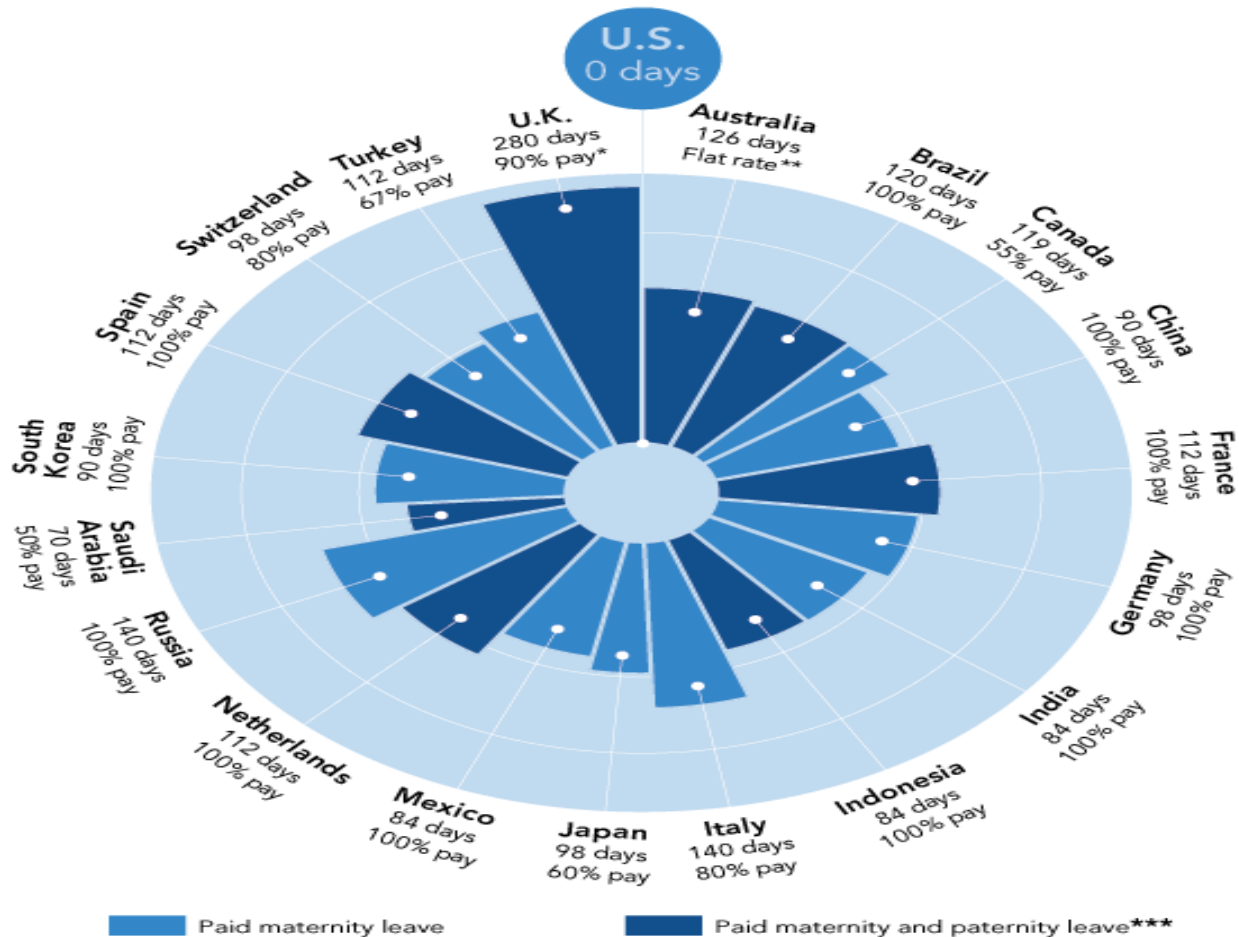 U.S.
0 days
Australia
126 days
Flat rate**
Brazil
120 days
100% pay
Canada
119 days
55% pay
China
90 days
100% pay
France
112 days
100% pay
Germany
98 days
100% pay
India
84 days
100% pay
Indonesia
84 days
100% pay
Italy
140 days
80% pay
Japan
98 days
60% pay
Mexico
84 days
100% pay
Netherlands
112 days
100% pay
Russia
140 days
100% pay
Saudi
Arabia
70 days
50% pay
South
Korea
90 days
100% pay
Spain
112 days
100% pay
Switzerland
98 days
80% pay
Turkey
112 days
67% pay
U.K.
280 days
90% pay*
Paid maternity leave
Paid maternity and paternity leave***